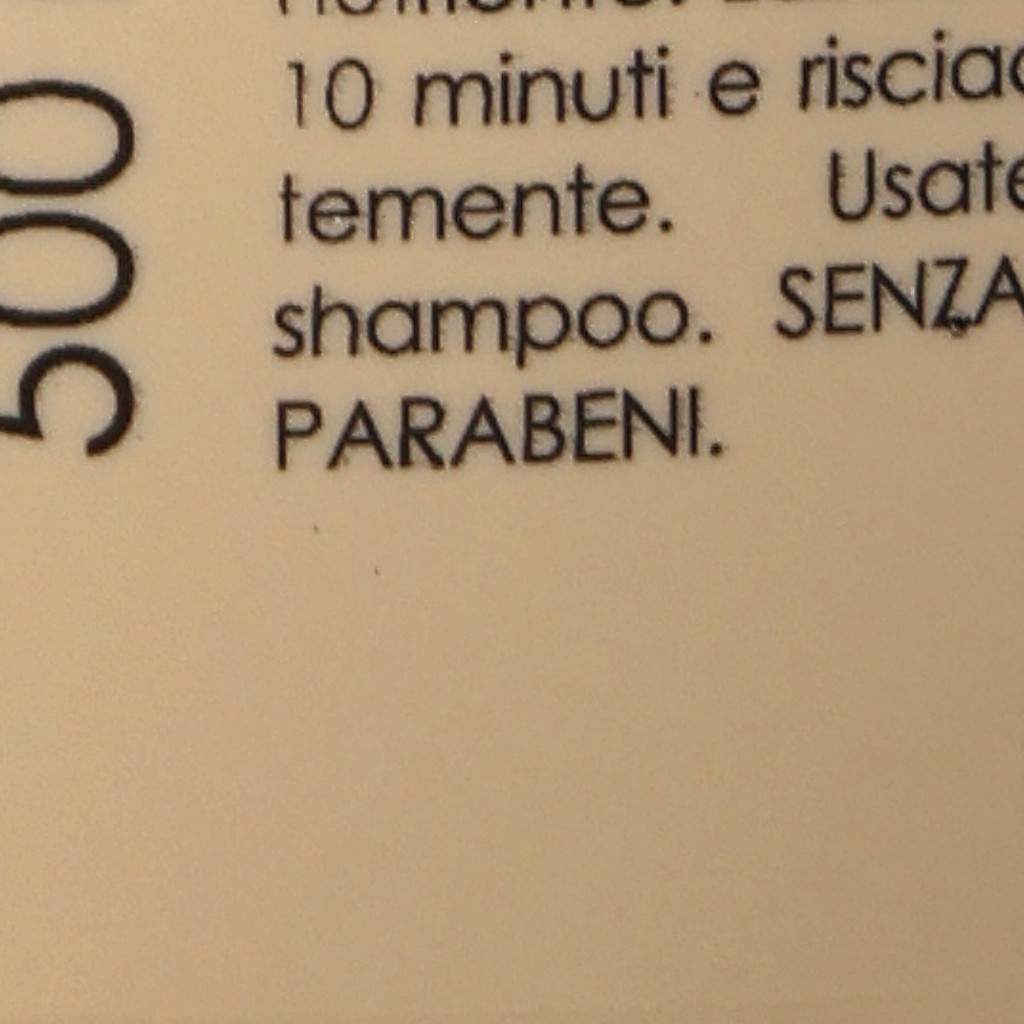 10 minuti e risciac
temente. Usate
shampoo. SENZA
PARABENI.
500